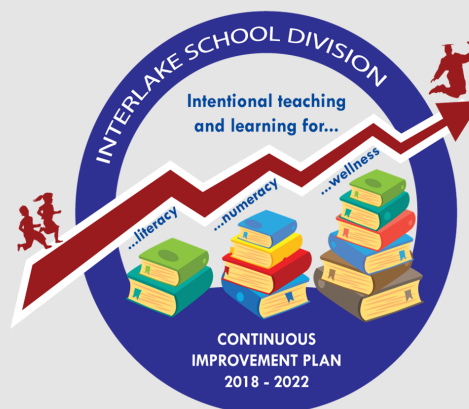 INTERLAKE SCHOOL DIVISION
Intentional teaching
and learning for...
...literacy
...numeracy
...wellness
CONTINUOUS
IMPROVEMENT PLAN
2018 - 2022